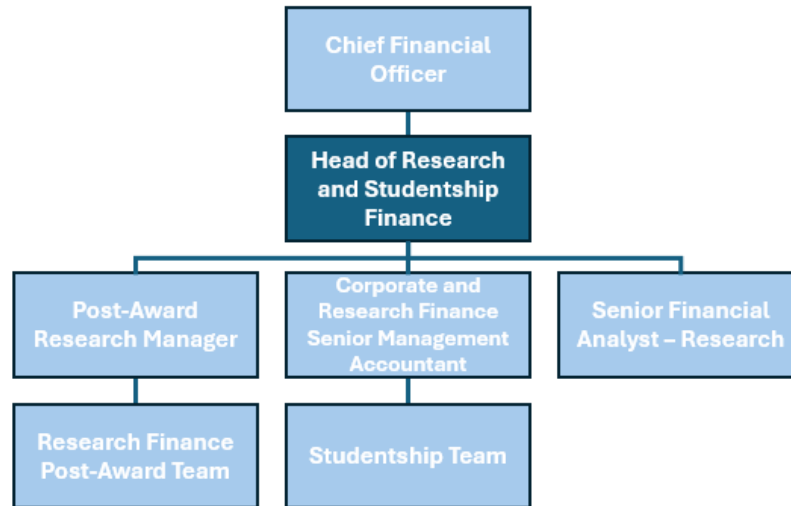 Chief Financial
Officer
Head of Research
and Studentship
Finance
Post-Award
Research Manager
Corporate and
Research Finance
Senior Management
Accountant
Senior Financial
Analyst – Research
Research Finance
Post-Award Team
Studentship Team